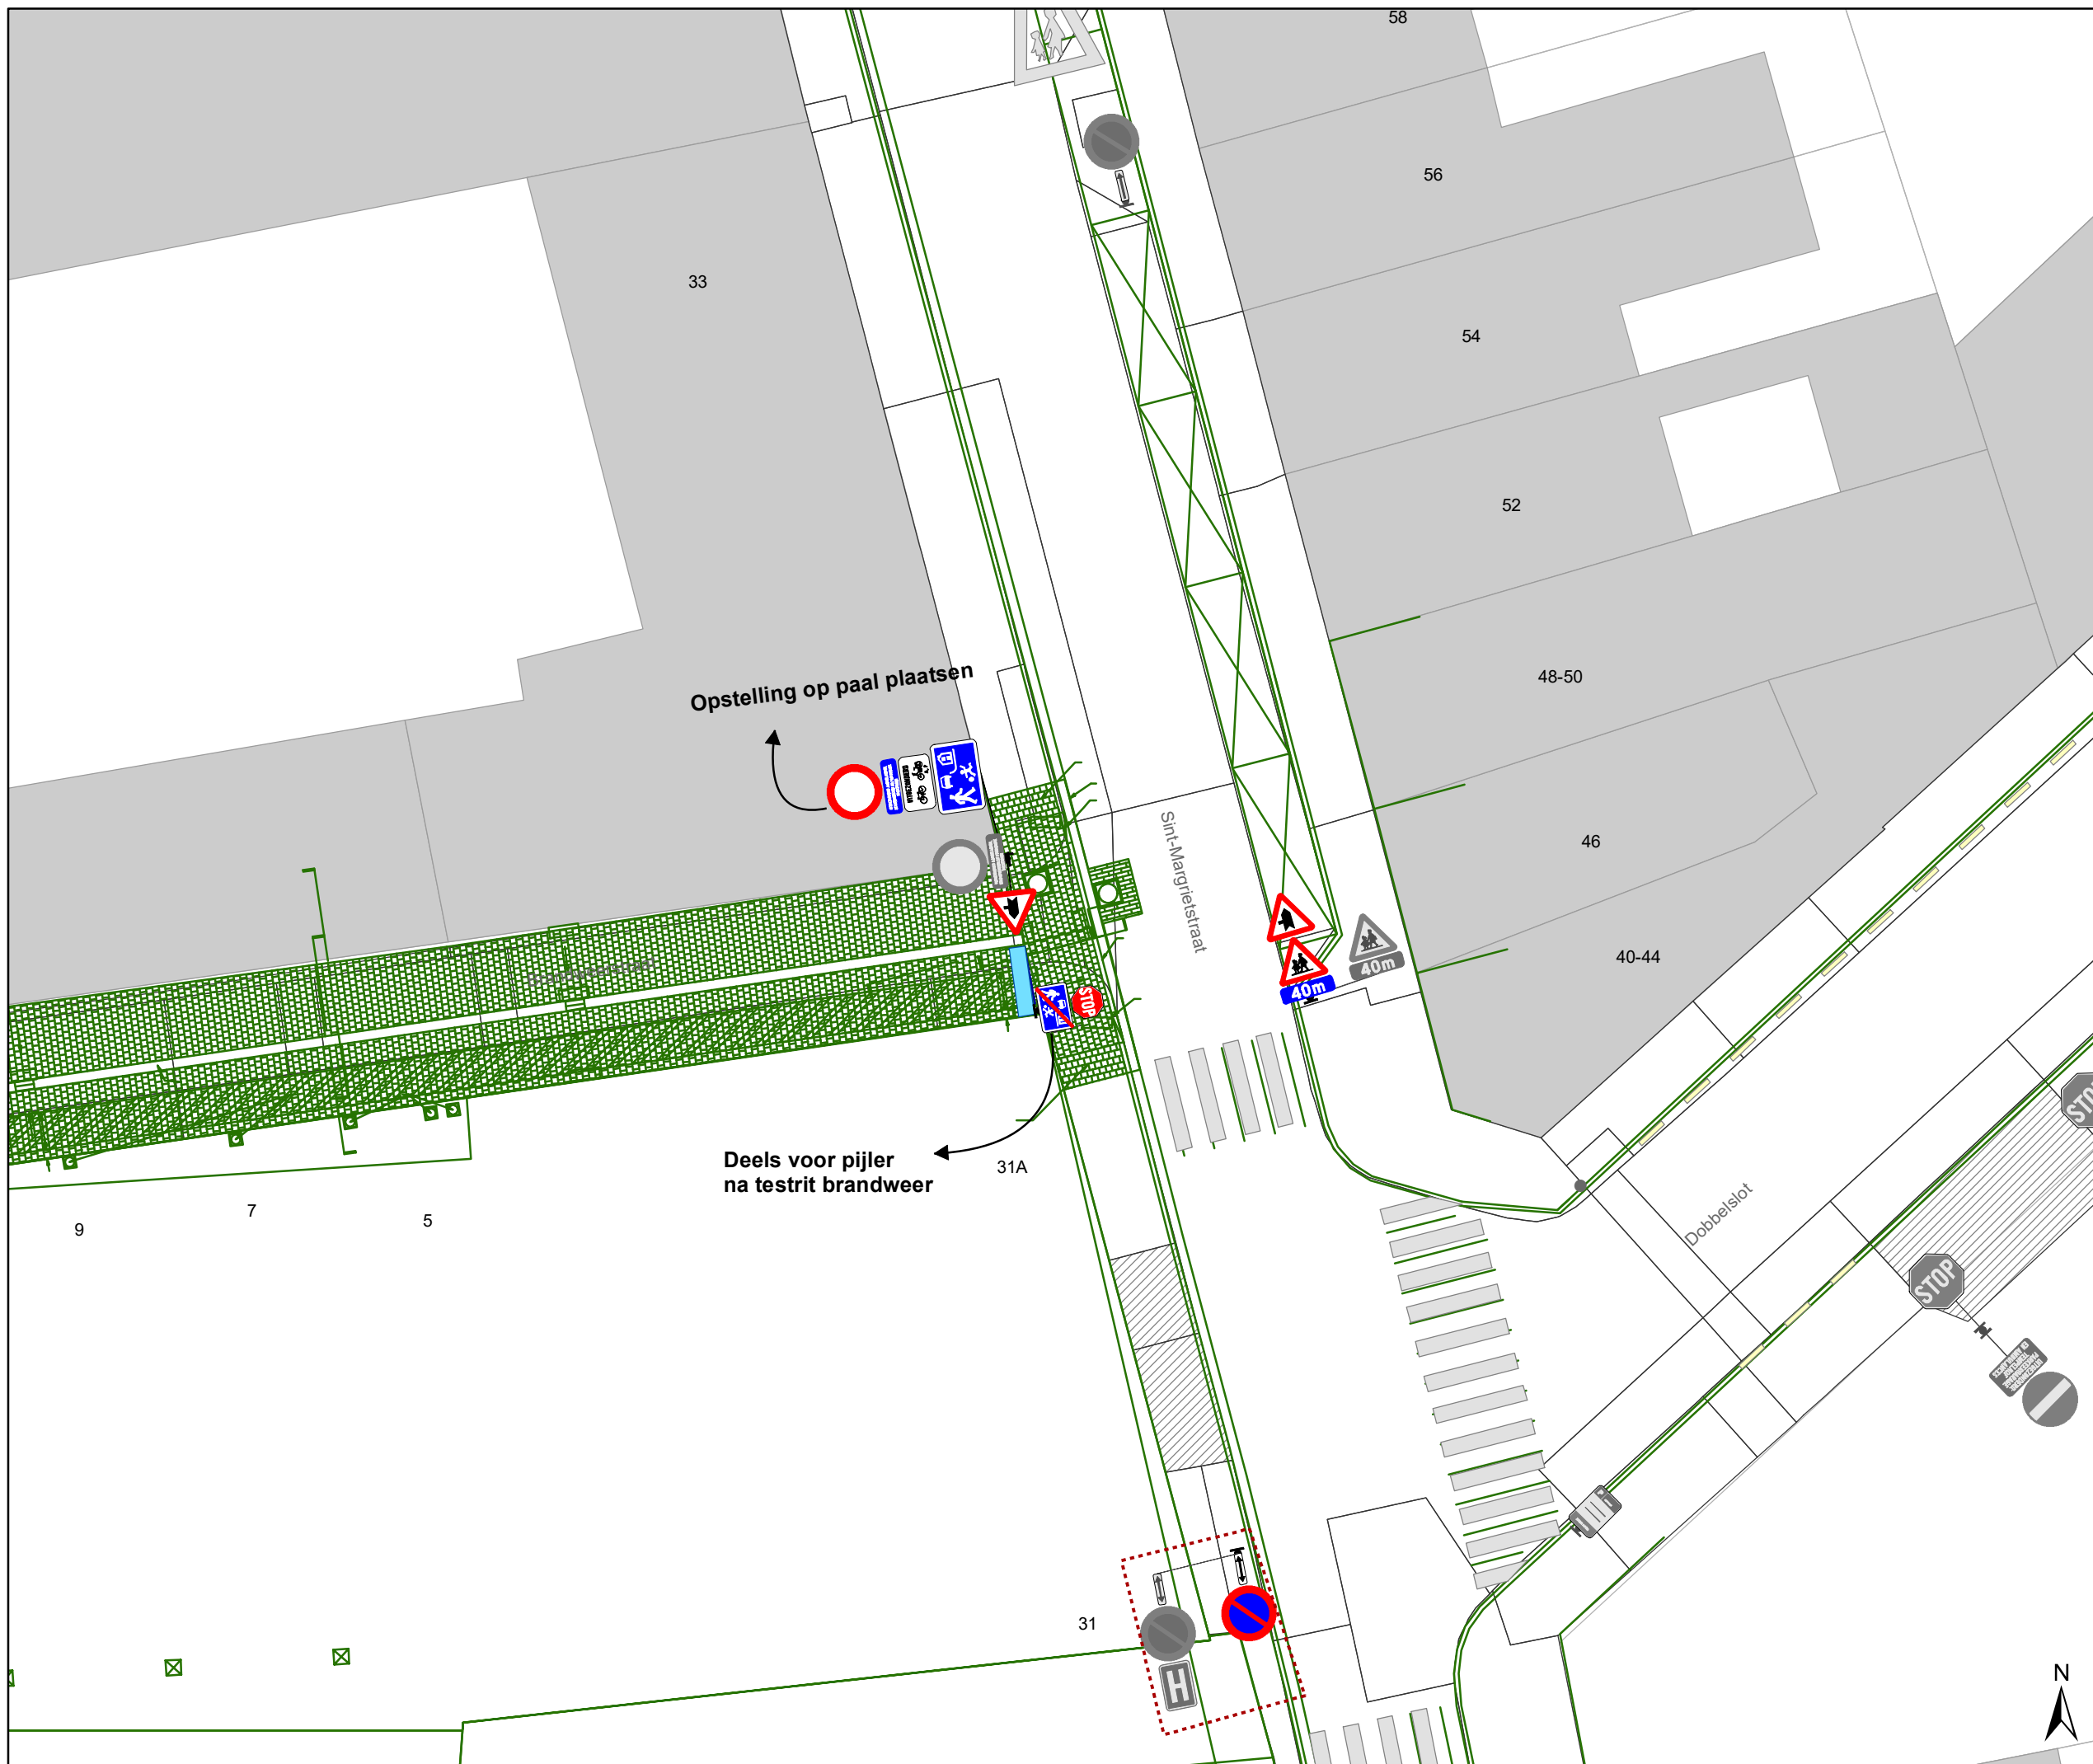 58
56
33
54
52
Opstelling op paal plaatsen
48-50
Sint-Margrietstraat
46
40m
40m
40-44
STOP
STOP
Deels voor pijler
na testrit brandweer
31A
Dobbelslot
9
7
5
STOP
31
H
N